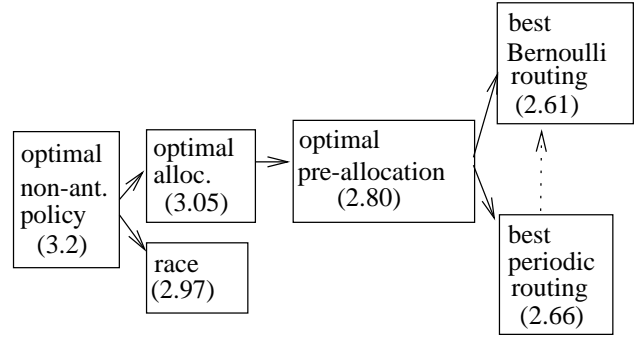 optimal
non-ant.
policy
(3.2)
optimal
alloc.
(3.05)
race
(2.97)
optimal
pre-allocation
(2.80)
best
Bernoulli
routing
(2.61)
best
periodic
routing
(2.66)